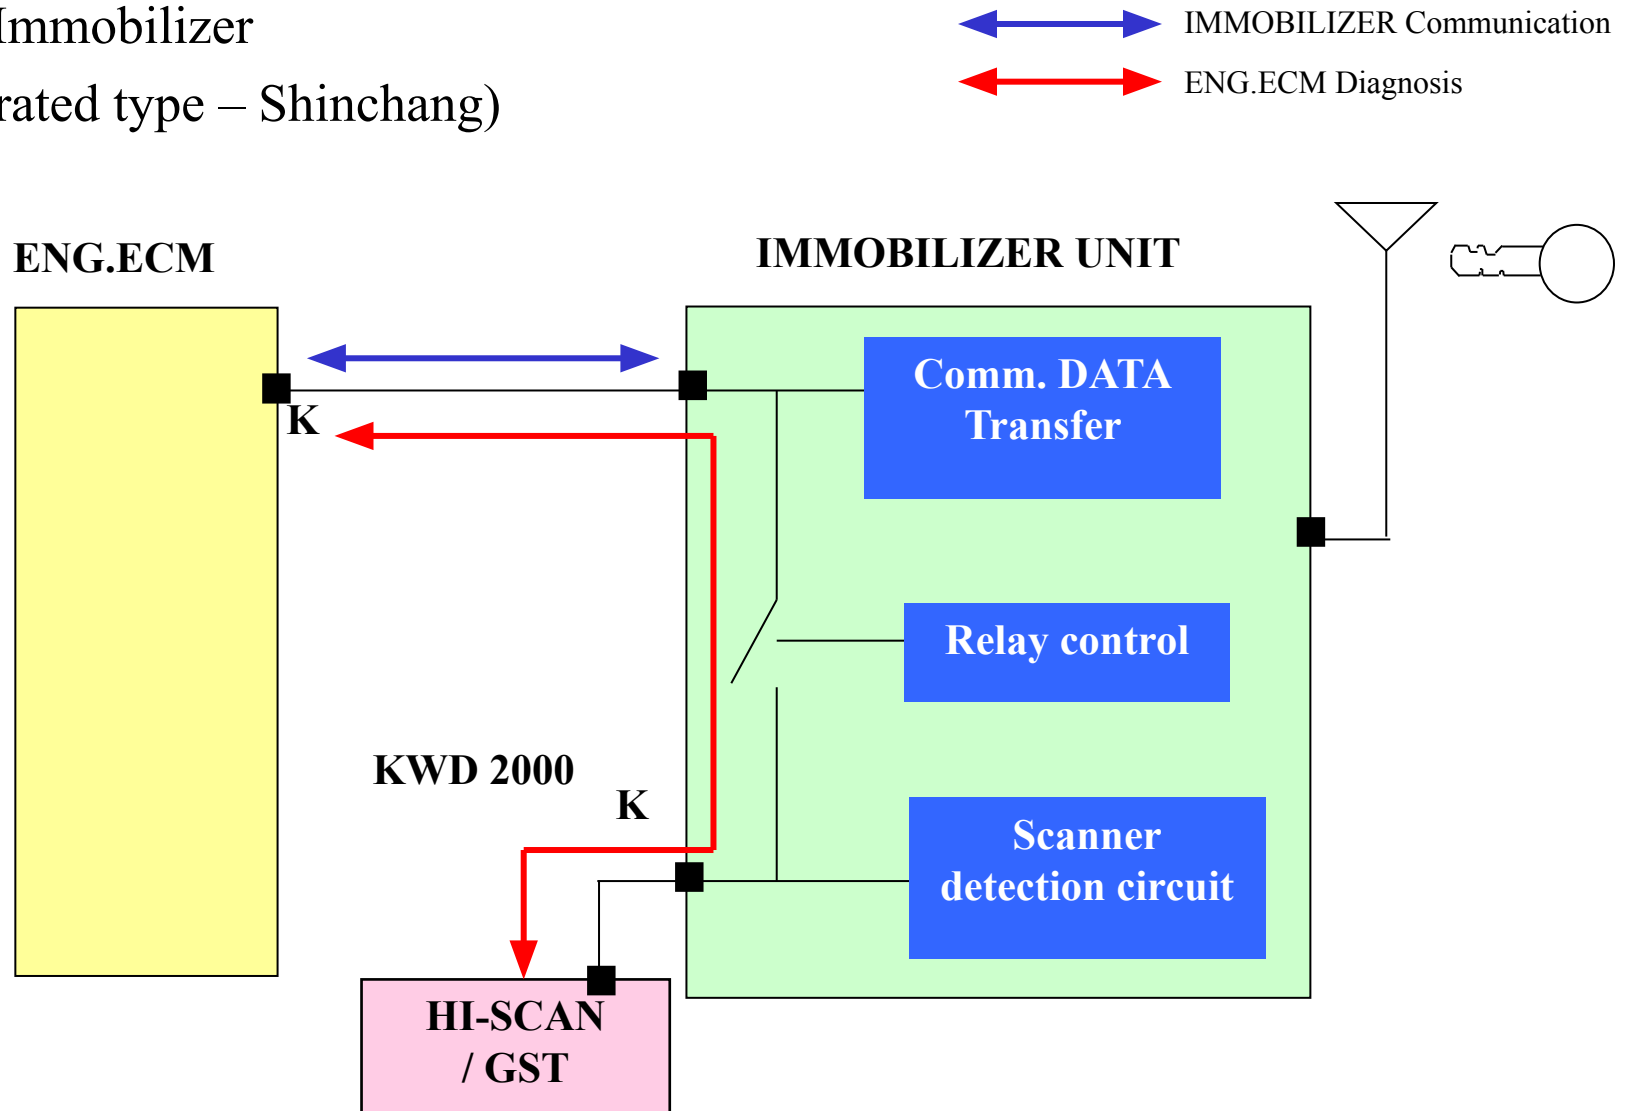 Immobilizer
rated type – Shinchang)
IMMOBILIZER Communication
ENG.ECM Diagnosis
ENG.ECM
IMMOBILIZER UNIT
K
Comm. DATA
Transfer
Relay control
KWD 2000
K
Scanner
detection circuit
HI-SCAN
/ GST